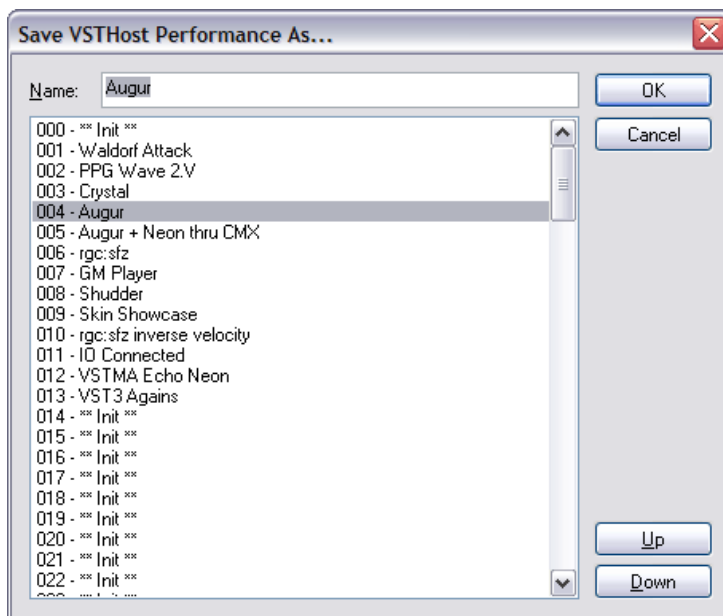 Save VSTHost Performance As...
Name: Augur
OK
Cancel
000 - ** Init **
001 - Waldorf Attack
002 - PPG Wave 2.V
003 - Crystal
004 - Augur
005 - Augur + Neon thru CMX
006 - rgc:sfz
007 - GM Player
008 - Shudder
009 - Skin Showcase
010 - rgc:sfz inverse velocity
011 - IO Connected
012 - VSTMA Echo Neon
013 - VST3 Agains
014 - ** Init **
015 - ** Init **
016 - ** Init **
017 - ** Init **
018 - ** Init **
019 - ** Init **
020 - ** Init **
021 - ** Init **
022 - ** Init **
Up
Down